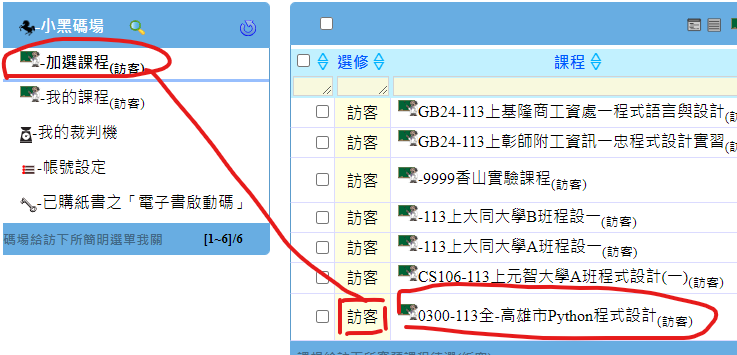 -小黑碼場
-加選課程(訪客)
-我的課程(訪客)
-我的裁判機
-帳號設定
-已購紙書之「電子書啟動碼」
碼場給訪下所簡明選單我關 [1~6]/6
選修 課程
訪客 GB24-113上基隆商工資處一程式語言與設計(訪
訪客 GB24-113上彰師附工資訊一忠程式設計實習(訪
訪客 -9999香山實驗課程(訪客)
訪客 -113上大同大學B班程設一(訪客)
訪客 -113上大同大學A班程設一(訪客)
訪客 CS106-113上元智大學A班程式設計(一)(訪客)
訪客 0300-113全-高雄市Python程式設計(訪客)